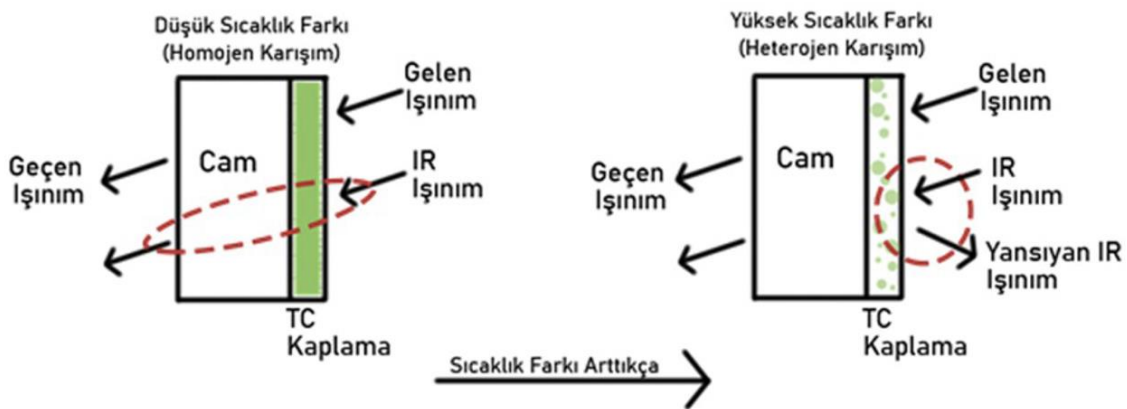 Düşük Sıcaklık Farkı
(Homojen Karışım)
Gelen
Işınım
Geçen
Işınım
Cam
IR
Işınım
TC
Kaplama
Yüksek Sıcaklık Farkı
(Heterojen Karışım)
Gelen
Işınım
Geçen
Işınım
Cam
IR
Işınım
Yansıyan IR
Işınım
TC
Kaplama
Sıcaklık Farkı Arttıkça